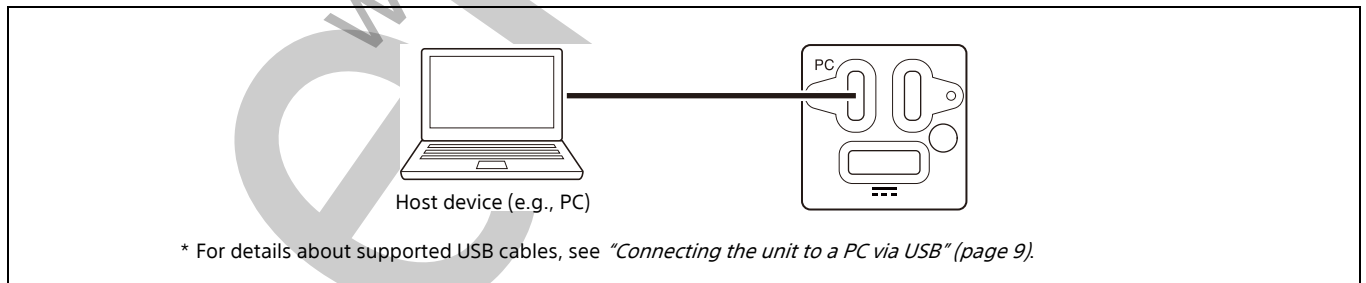 PC
Host device (e.g., PC)
* For details about supported USB cables, see "Connecting the unit to a PC via USB" (page 9).